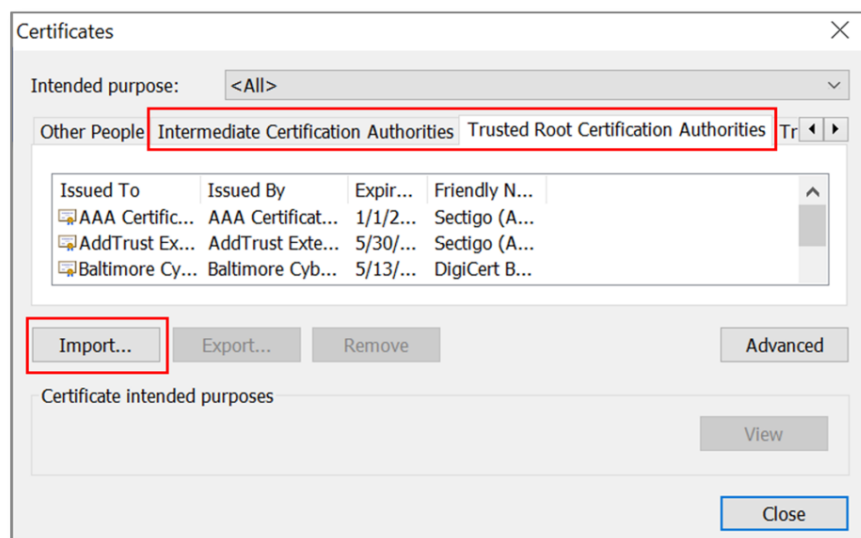 Certificates
Intended purpose: <All>
Other People Intermediate Certification Authorities Trusted Root Certification Authorities Tr
Issued To Issued By Expir... Friendly N...
AAA Certific... AAA Certificat... 1/1/2... Sectigo (A...
AddTrust Ex... AddTrust Exte... 5/30/... Sectigo (A...
Baltimore Cy... Baltimore Cyb... 5/13/... DigiCert B...
Import... Export... Remove Advanced
Certificate intended purposes
View
Close